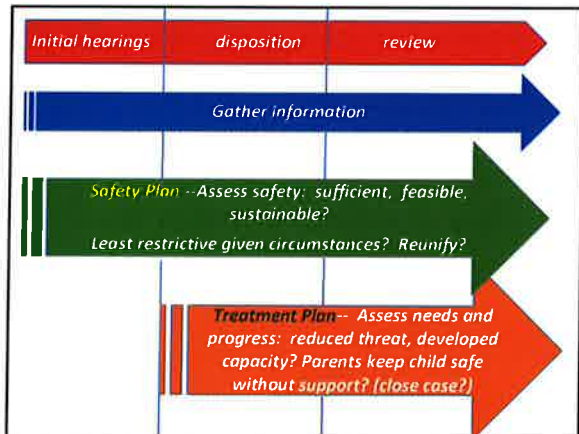 Initial hearings disposition review
Gather information
Safety Plan --Assess safety: sufficient, feasible,
sustainable?
Least restrictive given circumstances? Reunify?
Treatment Plan-- Assess needs and
progress: reduced threat, developed
capacity? Parents keep child safe
without support? (close case?)